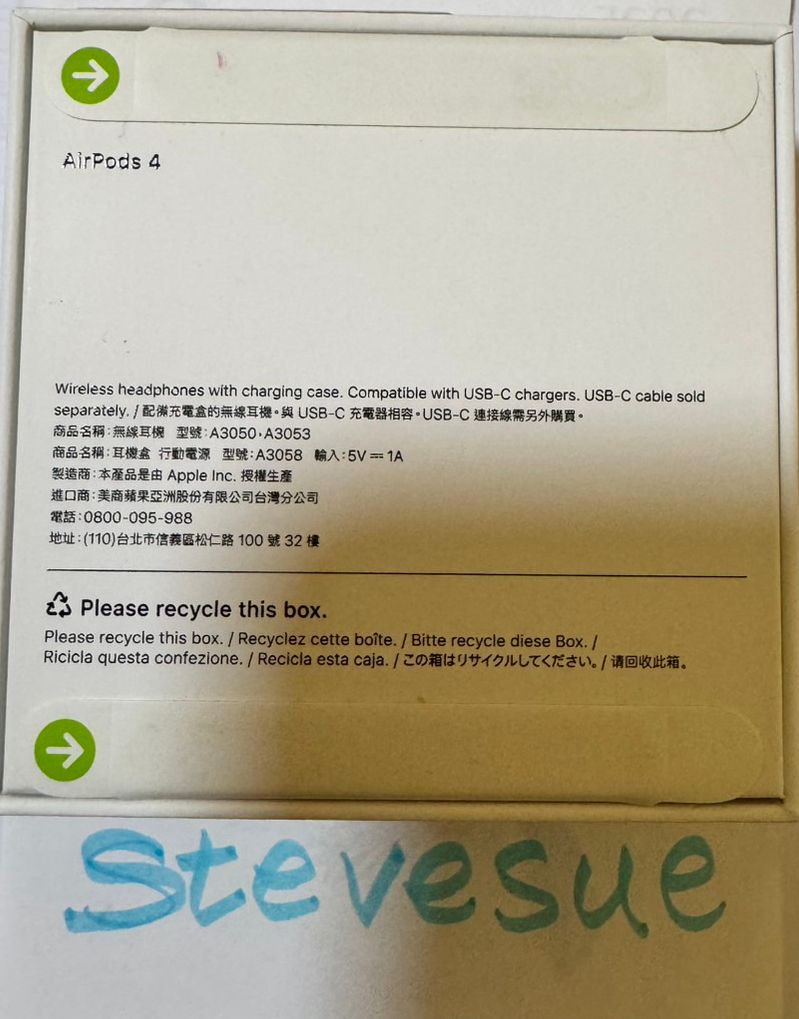 AirPods 4
Wireless headphones with charging case. Compatible with USB-C chargers. USB-C cable sold
separately. / 配備充電盒的無線耳機。與 USB-C 充電器相容。USB-C 連接線需另外購買。
商品名稱:無線耳機 型號:A3050,A3053
商品名稱:耳機盒 行動電源 型號:A3058 輸入:5V⎓1A
製造商:本產品是由 Apple Inc. 授權生產
進口商:美商蘋果亞洲股份有限公司台灣分公司
電話:0800-095-988
地址:(110)台北市信義區松仁路 100 號 32 樓
Please recycle this box.
Please recycle this box. / Recyclez cette boîte. / Bitte recycle diese Box. /
Ricicla questa confezione. / Recicla esta caja. / この箱はリサイクルしてください。/ 请回收此箱。
Stevesue